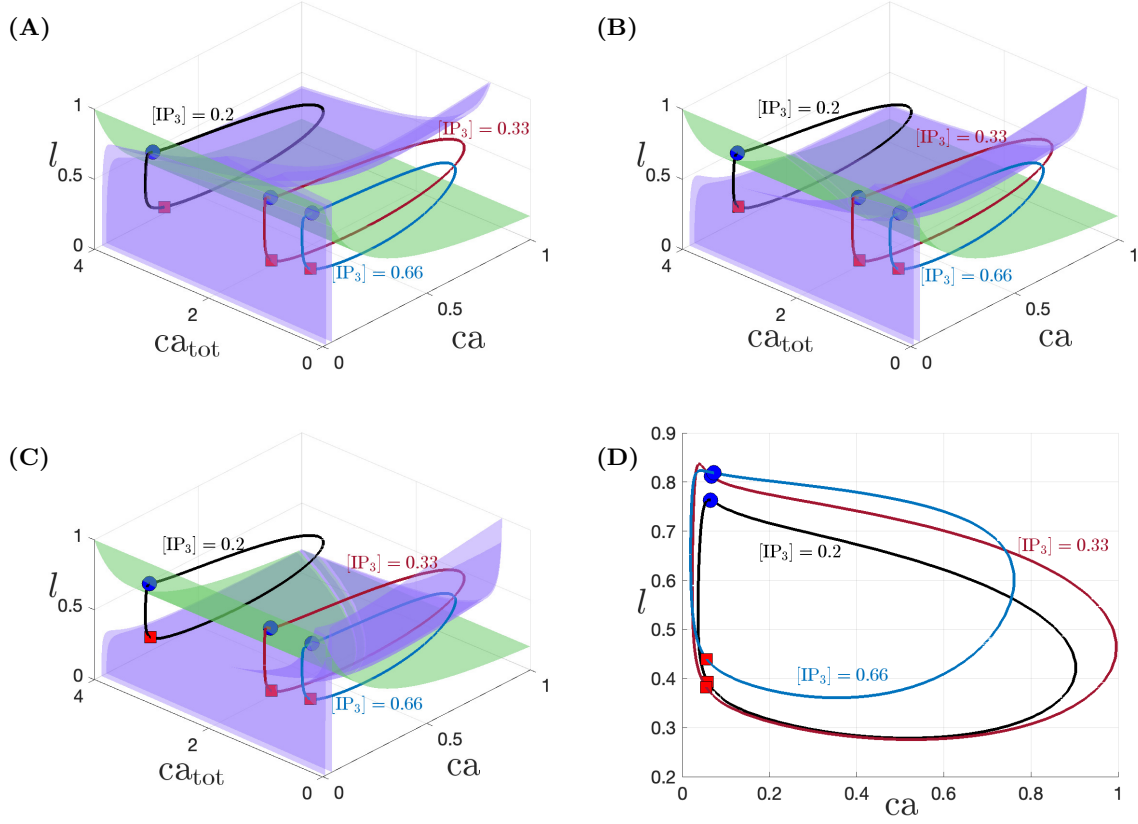 (A)
[IP₃] = 0.2
[IP₃] = 0.33
[IP₃] = 0.66
1
0.5
0
l
4
2
0
ca_tot
0
0.5
1
ca
(B)
[IP₃] = 0.2
[IP₃] = 0.33
[IP₃] = 0.66
1
0.5
0
l
4
2
0
ca_tot
0
0.5
1
ca
(C)
[IP₃] = 0.2
[IP₃] = 0.33
[IP₃] = 0.66
1
0.5
0
l
4
2
0
ca_tot
0
0.5
1
ca
(D)
0.9
0.8
0.7
0.6
0.5
0.4
0.3
0.2
l
[IP₃] = 0.2
[IP₃] = 0.33
[IP₃] = 0.66
0
0.2
0.4
0.6
0.8
1
ca